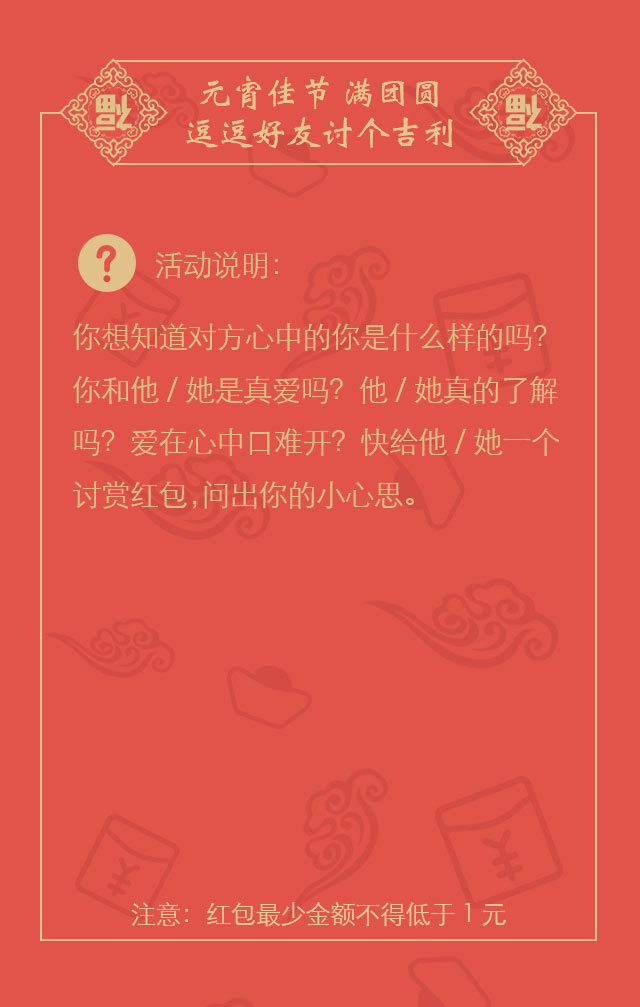 元宵佳节 满团圆
逗逗好友讨个吉利
福
福
?
活动说明：
你想知道对方心中的你是什么样的吗？
你和他 / 她是真爱吗？他 / 她真的了解
吗？爱在心中口难开？快给他 / 她一个
讨赏红包,问出你的小心思。
注意：红包最少金额不得低于 1 元